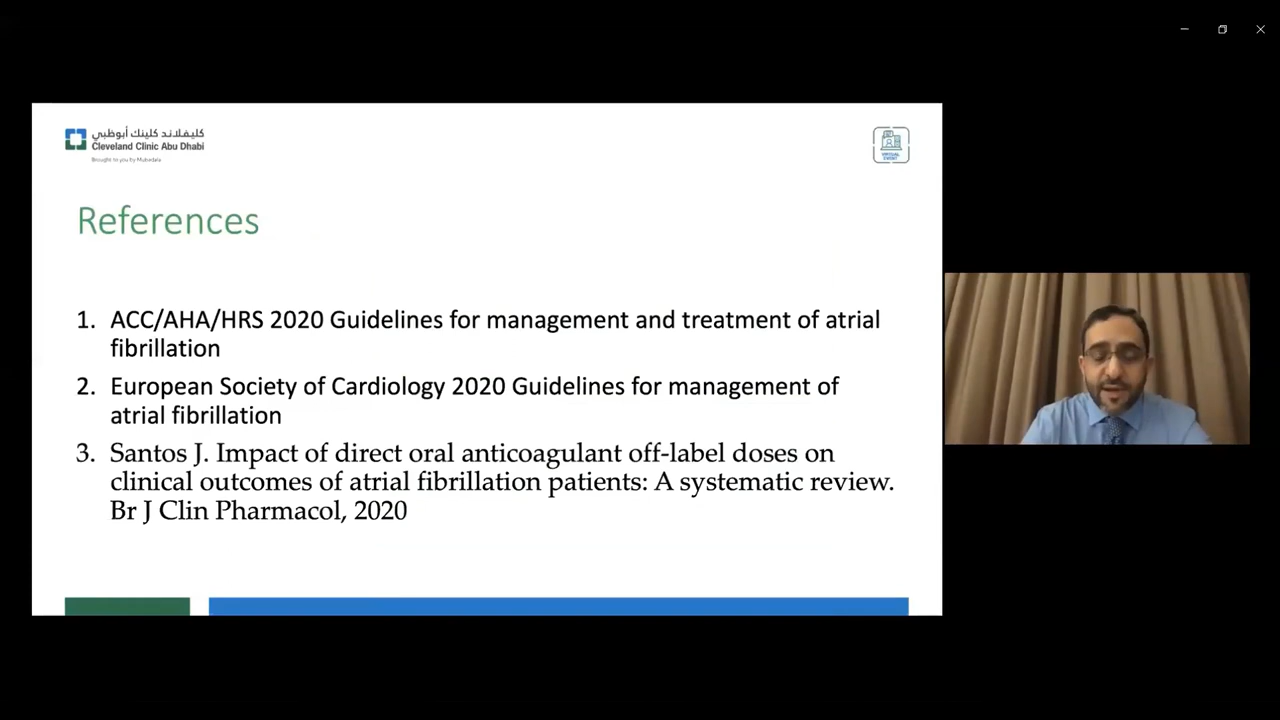 كليفلاند كلينك أبوظبي
Cleveland Clinic Abu Dhabi
Brought to you by Mubadala
VIRTUAL
EVENT
References
1. ACC/AHA/HRS 2020 Guidelines for management and treatment of atrial
fibrillation
2. European Society of Cardiology 2020 Guidelines for management of
atrial fibrillation
3. Santos J. Impact of direct oral anticoagulant off-label doses on
clinical outcomes of atrial fibrillation patients: A systematic review.
Br J Clin Pharmacol, 2020